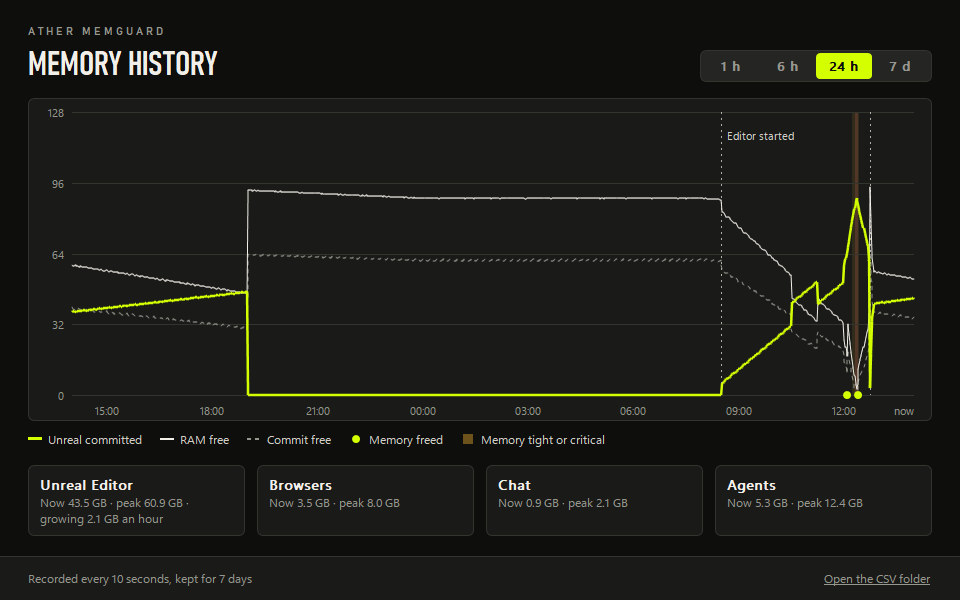 ATHER MEMGUARD
MEMORY HISTORY
1 h 6 h 24 h 7 d
128
96
64
32
0
Editor started
15:00 18:00 21:00 00:00 03:00 06:00 09:00 12:00 now
Unreal committed RAM free Commit free Memory freed Memory tight or critical
Unreal Editor
Now 43.5 GB · peak 60.9 GB ·
growing 2.1 GB an hour
Browsers
Now 3.5 GB · peak 8.0 GB
Chat
Now 0.9 GB · peak 2.1 GB
Agents
Now 5.3 GB · peak 12.4 GB
Recorded every 10 seconds, kept for 7 days
Open the CSV folder